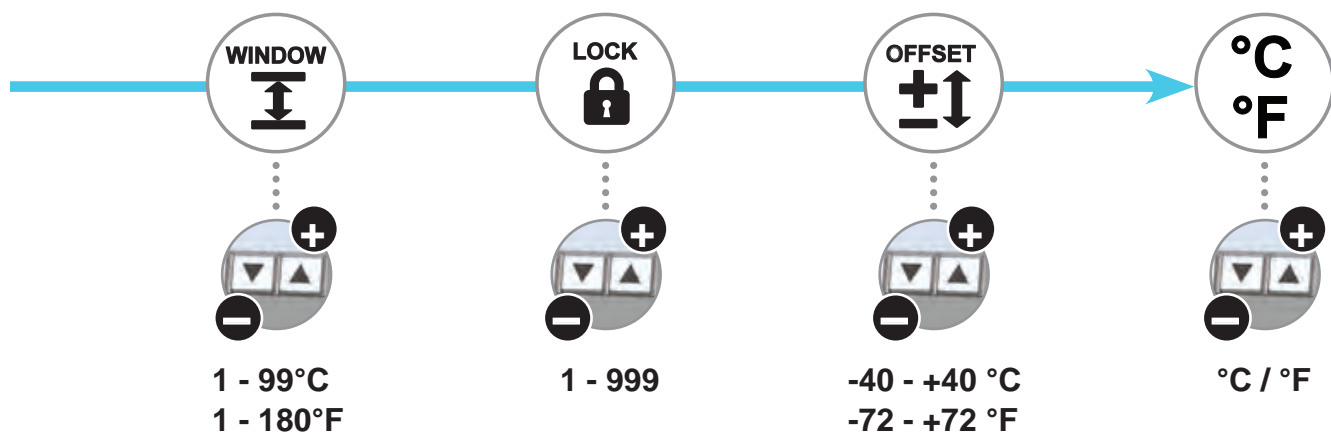 WINDOW
LOCK
OFFSET
°C
°F
1 - 99°C
1 - 180°F
1 - 999
-40 - +40 °C
-72 - +72 °F
°C / °F